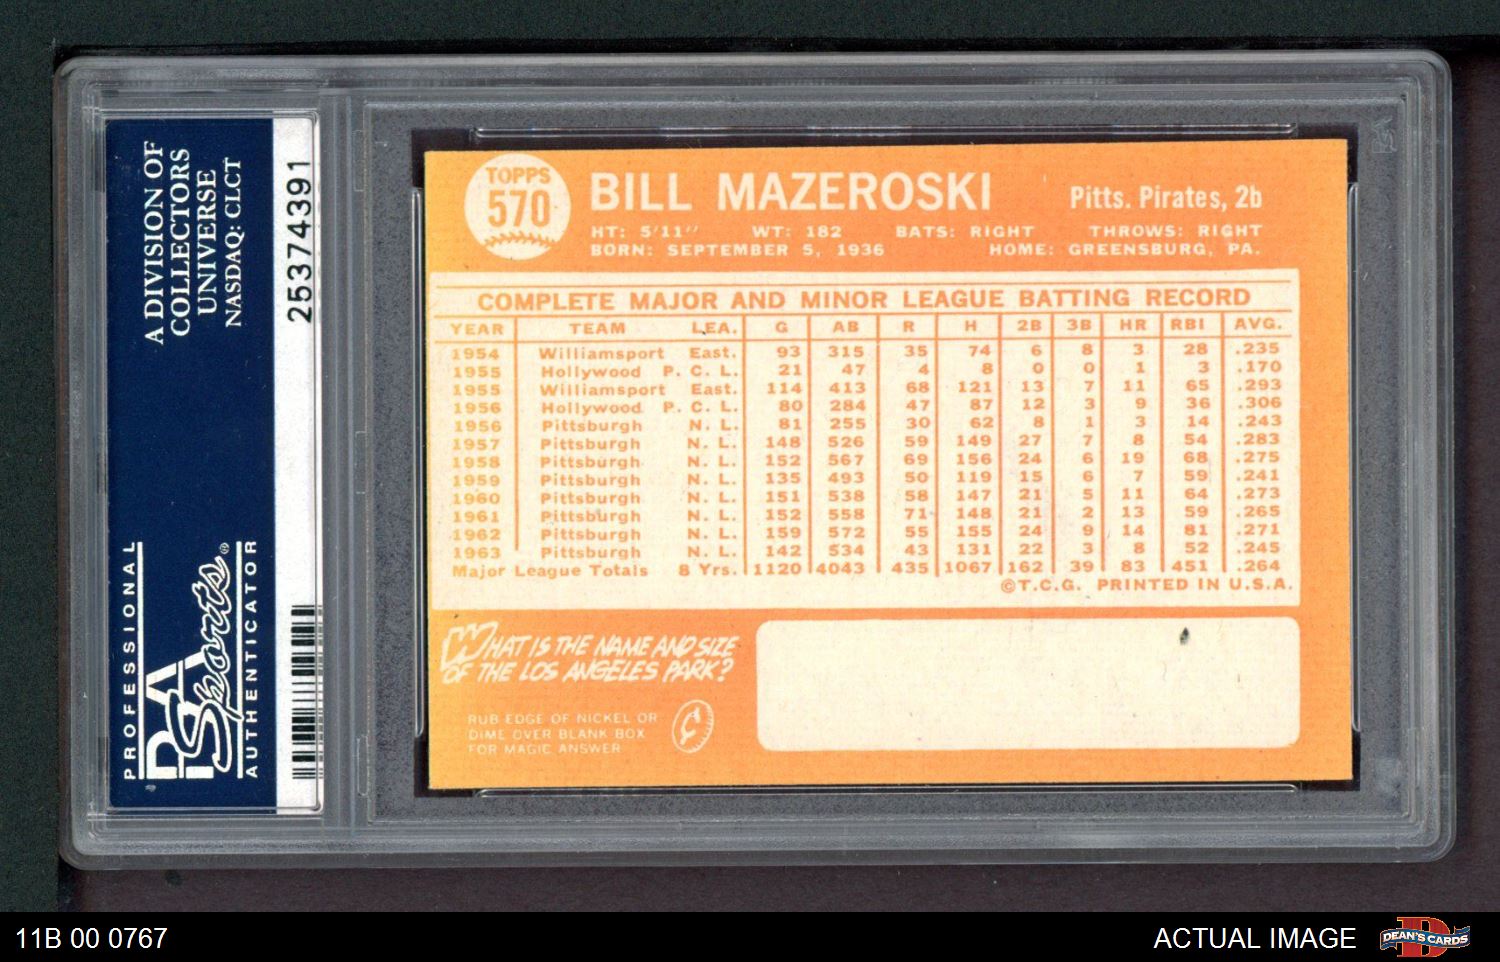 A DIVISION OF
COLLECTORS
UNIVERSE
NASDAQ: CLCT
25374391
PROFESSIONAL
PSA
Sports®
AUTHENTICATOR
TOPPS
570
BILL MAZEROSKI
Pitts. Pirates, 2b
HT: 5'11" WT: 182 BATS: RIGHT THROWS: RIGHT
BORN: SEPTEMBER 5, 1936 HOME: GREENSBURG, PA.
COMPLETE MAJOR AND MINOR LEAGUE BATTING RECORD
YEAR TEAM LEA. G AB R H 2B 3B HR RBI AVG.
1954 Williamsport East. 93 315 35 74 6 8 3 28 .235
1955 Hollywood P. C. L. 21 47 4 8 0 0 1 3 .170
1955 Williamsport East. 114 413 68 121 13 7 11 65 .293
1956 Hollywood P. C. L. 80 284 47 87 12 3 9 36 .306
1956 Pittsburgh N. L. 81 255 30 62 8 1 3 14 .243
1957 Pittsburgh N. L. 148 526 59 149 27 7 8 54 .283
1958 Pittsburgh N. L. 152 567 69 156 24 6 19 68 .275
1959 Pittsburgh N. L. 135 493 50 119 15 6 7 59 .241
1960 Pittsburgh N. L. 151 538 58 147 21 5 11 64 .273
1961 Pittsburgh N. L. 152 558 71 148 21 2 13 59 .265
1962 Pittsburgh N. L. 159 572 55 155 24 9 14 81 .271
1963 Pittsburgh N. L. 142 534 43 131 22 3 8 52 .245
Major League Totals 8 Yrs. 1120 4043 435 1067 162 39 83 451 .264
©T.C.G. PRINTED IN U.S.A.
WHAT IS THE NAME AND SIZE
OF THE LOS ANGELES PARK?
RUB EDGE OF NICKEL OR
DIME OVER BLANK BOX
FOR MAGIC ANSWER
11B 00 0767
ACTUAL IMAGE
DEAN'S CARDS